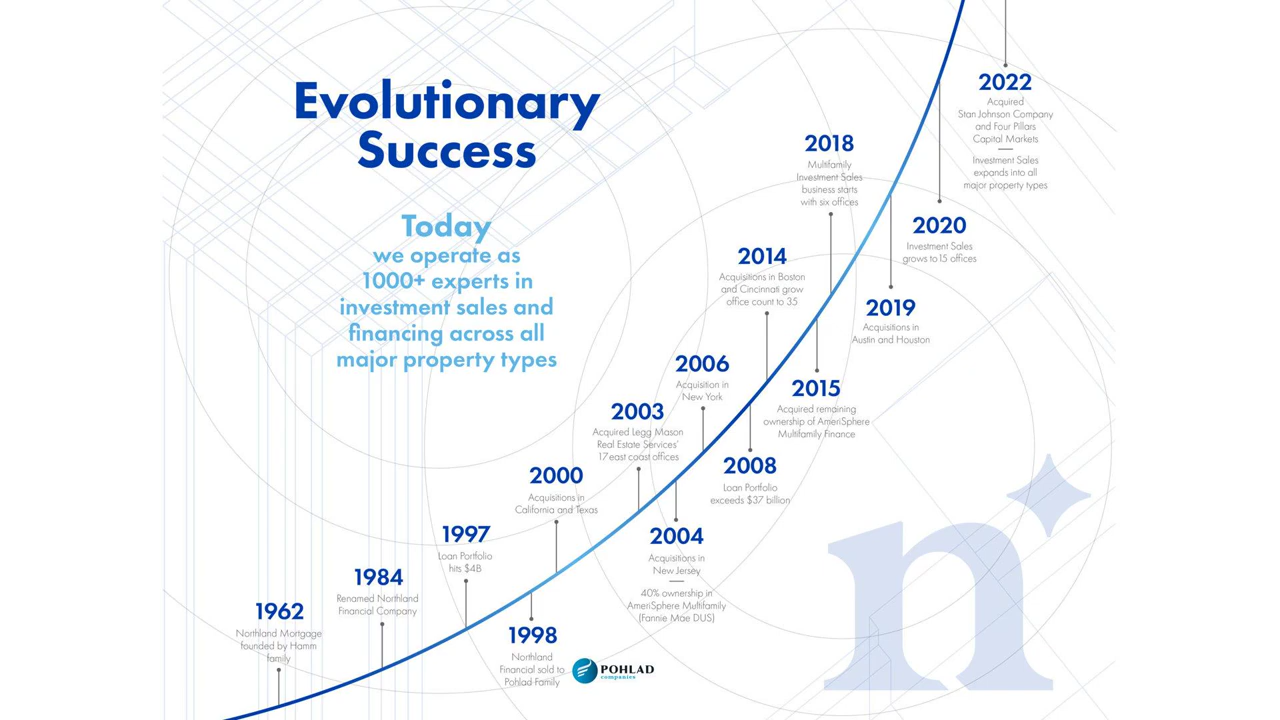 Evolutionary
Success
Today
we operate as
1000+ experts in
investment sales and
financing across all
major property types
1962
Northland Mortgage
founded by Hamm
family
1984
Renamed Northland
Financial Company
1997
Loan Portfolio
hits $4B
1998
Northland
Financial sold to
Pohlad Family
POHLAD
companies
2000
Acquisitions in
California and Texas
2003
Acquired Legg Mason
Real Estate Services'
17 east coast offices
2004
Acquisitions in
New Jersey
40% ownership in
AmeriSphere Multifamily
(Fannie Mae DUS)
2006
Acquisition in
New York
2008
Loan Portfolio
exceeds $37 billion
2014
Acquisitions in Boston
and Cincinnati grow
office count to 35
2015
Acquired remaining
ownership of AmeriSphere
Multifamily Finance
2018
Multifamily
Investment Sales
business starts
with six offices
2019
Acquisitions in
Austin and Houston
2020
Investment Sales
grows to 15 offices
2022
Acquired
Stan Johnson Company
and Four Pillars
Capital Markets
Investment Sales
expands into all
major property types
n